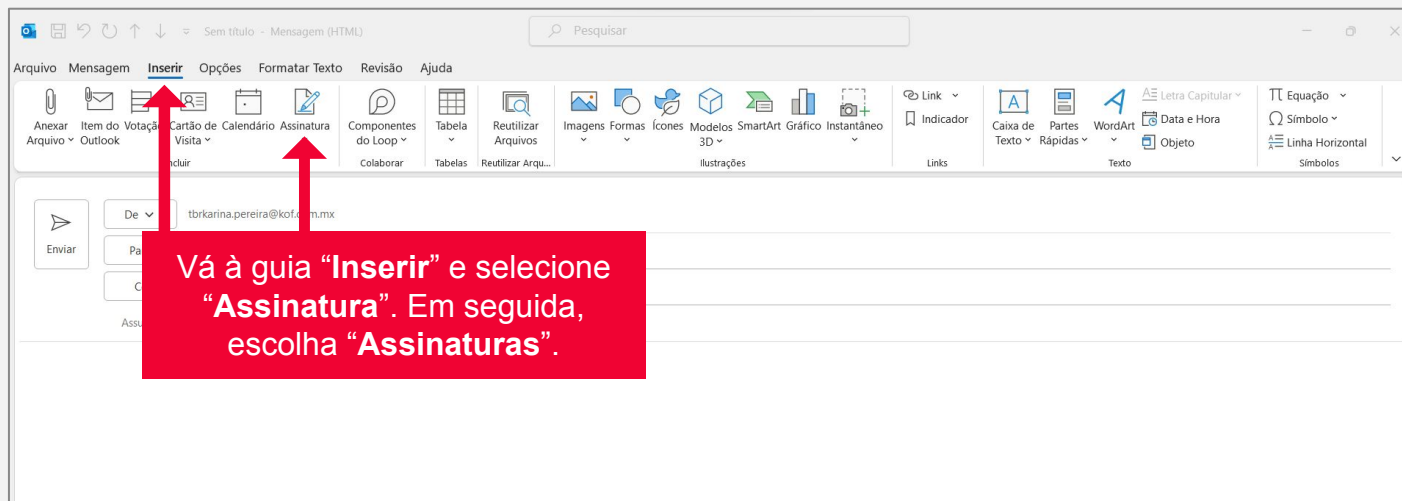 Sem título - Mensagem (HTML)
Pesquisar
Arquivo Mensagem Inserir Opções Formatar Texto Revisão Ajuda
Anexar Arquivo
Item do Outlook
Votação
Cartão de Visita
Calendário
Assinatura
Componentes do Loop
Tabela
Reutilizar Arquivos
Imagens
Formas
Ícones
Modelos 3D
SmartArt
Gráfico
Instantâneo
Link
Indicador
Caixa de Texto
Partes Rápidas
WordArt
Letra Capitular
Data e Hora
Objeto
Equação
Símbolo
Linha Horizontal
Colaborar
Tabelas
Reutilizar Arqu...
Ilustrações
Links
Texto
Símbolos
Enviar
De
Vá à guia “Inserir” e selecione
“Assinatura”. Em seguida,
escolha “Assinaturas”.